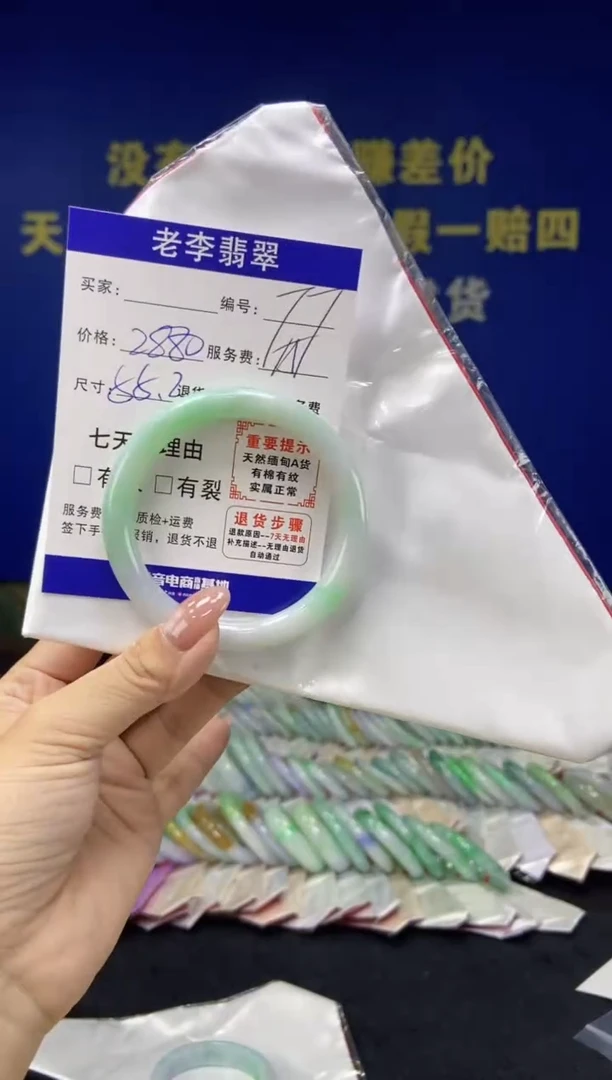 没 赚差价
天 假一赔四
货
老李翡翠
买家: 编号: 77
价格: 2880 服务费:
尺寸: 退货 费
七天 理由
□有 □有裂
服务费 质检+运费
签下手 销,退货不退
重要提示
天然缅甸A货
有棉有纹
实属正常
退货步骤
退款原因--7天无理由
补充描述--无理由退货
自动通过
音电商 基地